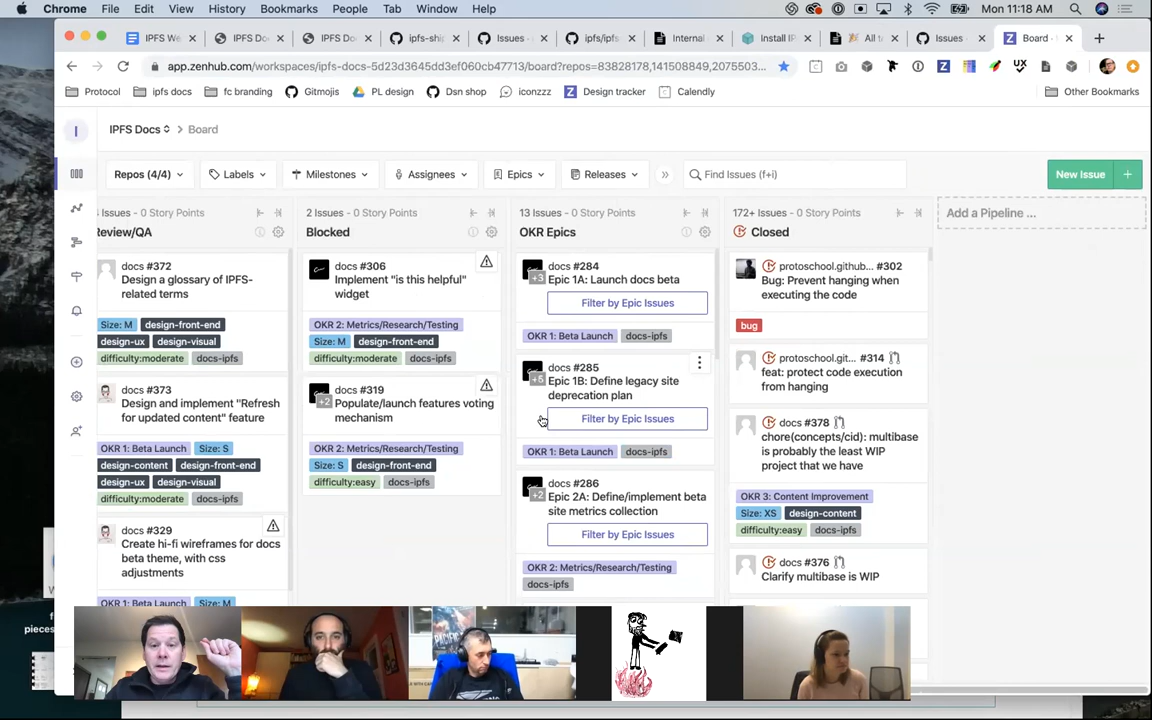 Chrome File Edit View History Bookmarks People Tab Window Help Mon 11:18 AM
IPFS We IPFS Do IPFS Do ipfs-ship Issues - ipfs/ipfs Internal Install IP All t Issues - Board -
app.zenhub.com/workspaces/ipfs-docs-5d23d3645dd3ef060cb47713/board?repos=83828178,141508849,2075503...
Protocol ipfs docs fc branding Gitmojis PL design Dsn shop iconzzz Design tracker Calendly Other Bookmarks
I IPFS Docs > Board
Repos (4/4) Labels Milestones Assignees Epics Releases Find Issues (f+i) New Issue +
Issues - 0 Story Points
Review/QA
docs #372
Design a glossary of IPFS-
related terms
Size: M design-front-end
design-ux design-visual
difficulty:moderate docs-ipfs
docs #373
Design and implement "Refresh
for updated content" feature
OKR 1: Beta Launch Size: S
design-content design-front-end
design-ux design-visual
difficulty:moderate docs-ipfs
docs #329
Create hi-fi wireframes for docs
beta theme, with css
adjustments
OKR 1: Beta Launch Size: M
2 Issues - 0 Story Points
Blocked
docs #306
Implement "is this helpful"
widget
OKR 2: Metrics/Research/Testing
Size: M design-front-end
difficulty:moderate docs-ipfs
docs #319
+2 Populate/launch features voting
mechanism
OKR 2: Metrics/Research/Testing
Size: S design-front-end
difficulty:easy docs-ipfs
13 Issues - 0 Story Points
OKR Epics
docs #284
+3 Epic 1A: Launch docs beta
Filter by Epic Issues
OKR 1: Beta Launch docs-ipfs
docs #285
+5 Epic 1B: Define legacy site
deprecation plan
Filter by Epic Issues
OKR 1: Beta Launch docs-ipfs
docs #286
+2 Epic 2A: Define/implement beta
site metrics collection
Filter by Epic Issues
OKR 2: Metrics/Research/Testing
docs-ipfs
172+ Issues - 0 Story Points
Closed
protoschool.github... #302
Bug: Prevent hanging when
executing the code
bug
protoschool.git... #314
feat: protect code execution
from hanging
docs #378
chore(concepts/cid): multibase
is probably the least WIP
project that we have
OKR 3: Content Improvement
Size: XS design-content
difficulty:easy docs-ipfs
docs #376
Clarify multibase is WIP
Add a Pipeline ...